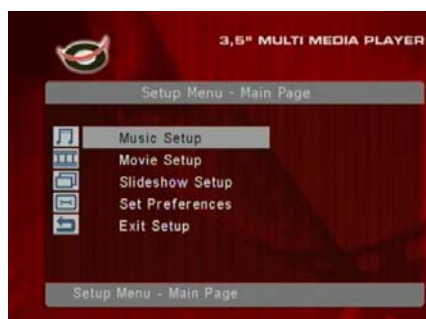 3,5" MULTI MEDIA PLAYER
Setup Menu - Main Page
Music Setup
Movie Setup
Slideshow Setup
Set Preferences
Exit Setup
Setup Menu - Main Page